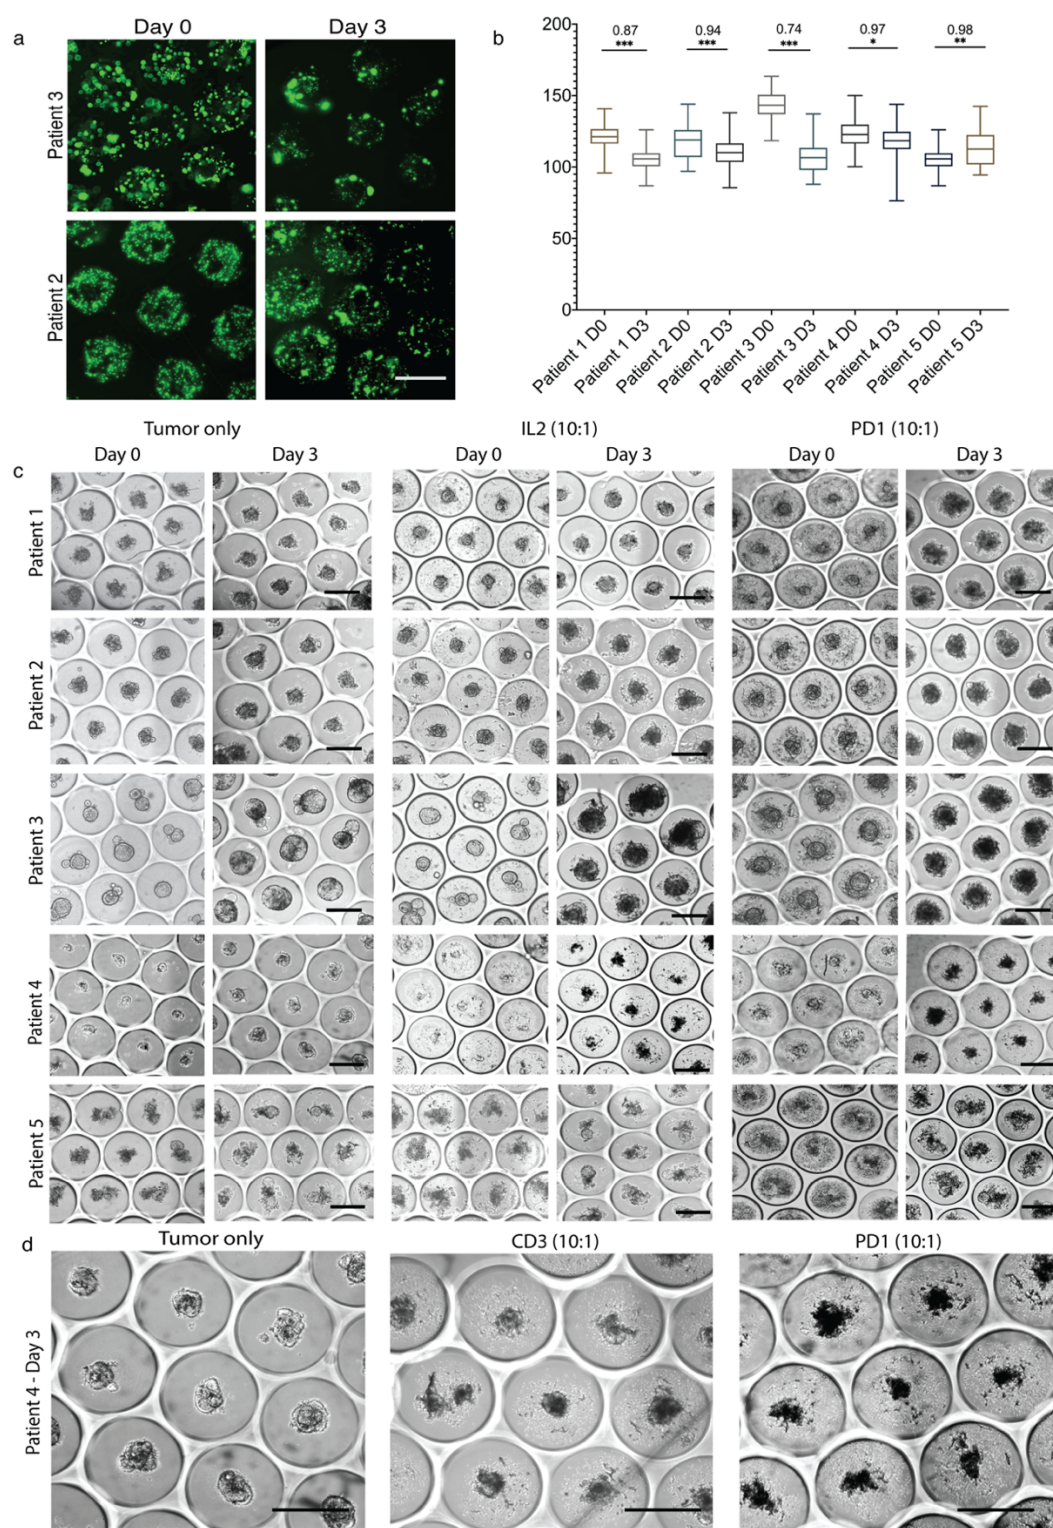 a
Day 0
Day 3
Patient 3
Patient 2
b
200
150
100
50
0
0.87
***
0.94
***
0.74
***
0.97
*
0.98
**
Patient 1 D0
Patient 1 D3
Patient 2 D0
Patient 2 D3
Patient 3 D0
Patient 3 D3
Patient 4 D0
Patient 4 D3
Patient 5 D0
Patient 5 D3
Tumor only
IL2 (10:1)
PD1 (10:1)
Day 0
Day 3
Day 0
Day 3
Day 0
Day 3
c
Patient 1
Patient 2
Patient 3
Patient 4
Patient 5
d
Tumor only
CD3 (10:1)
PD1 (10:1)
Patient 4 - Day 3